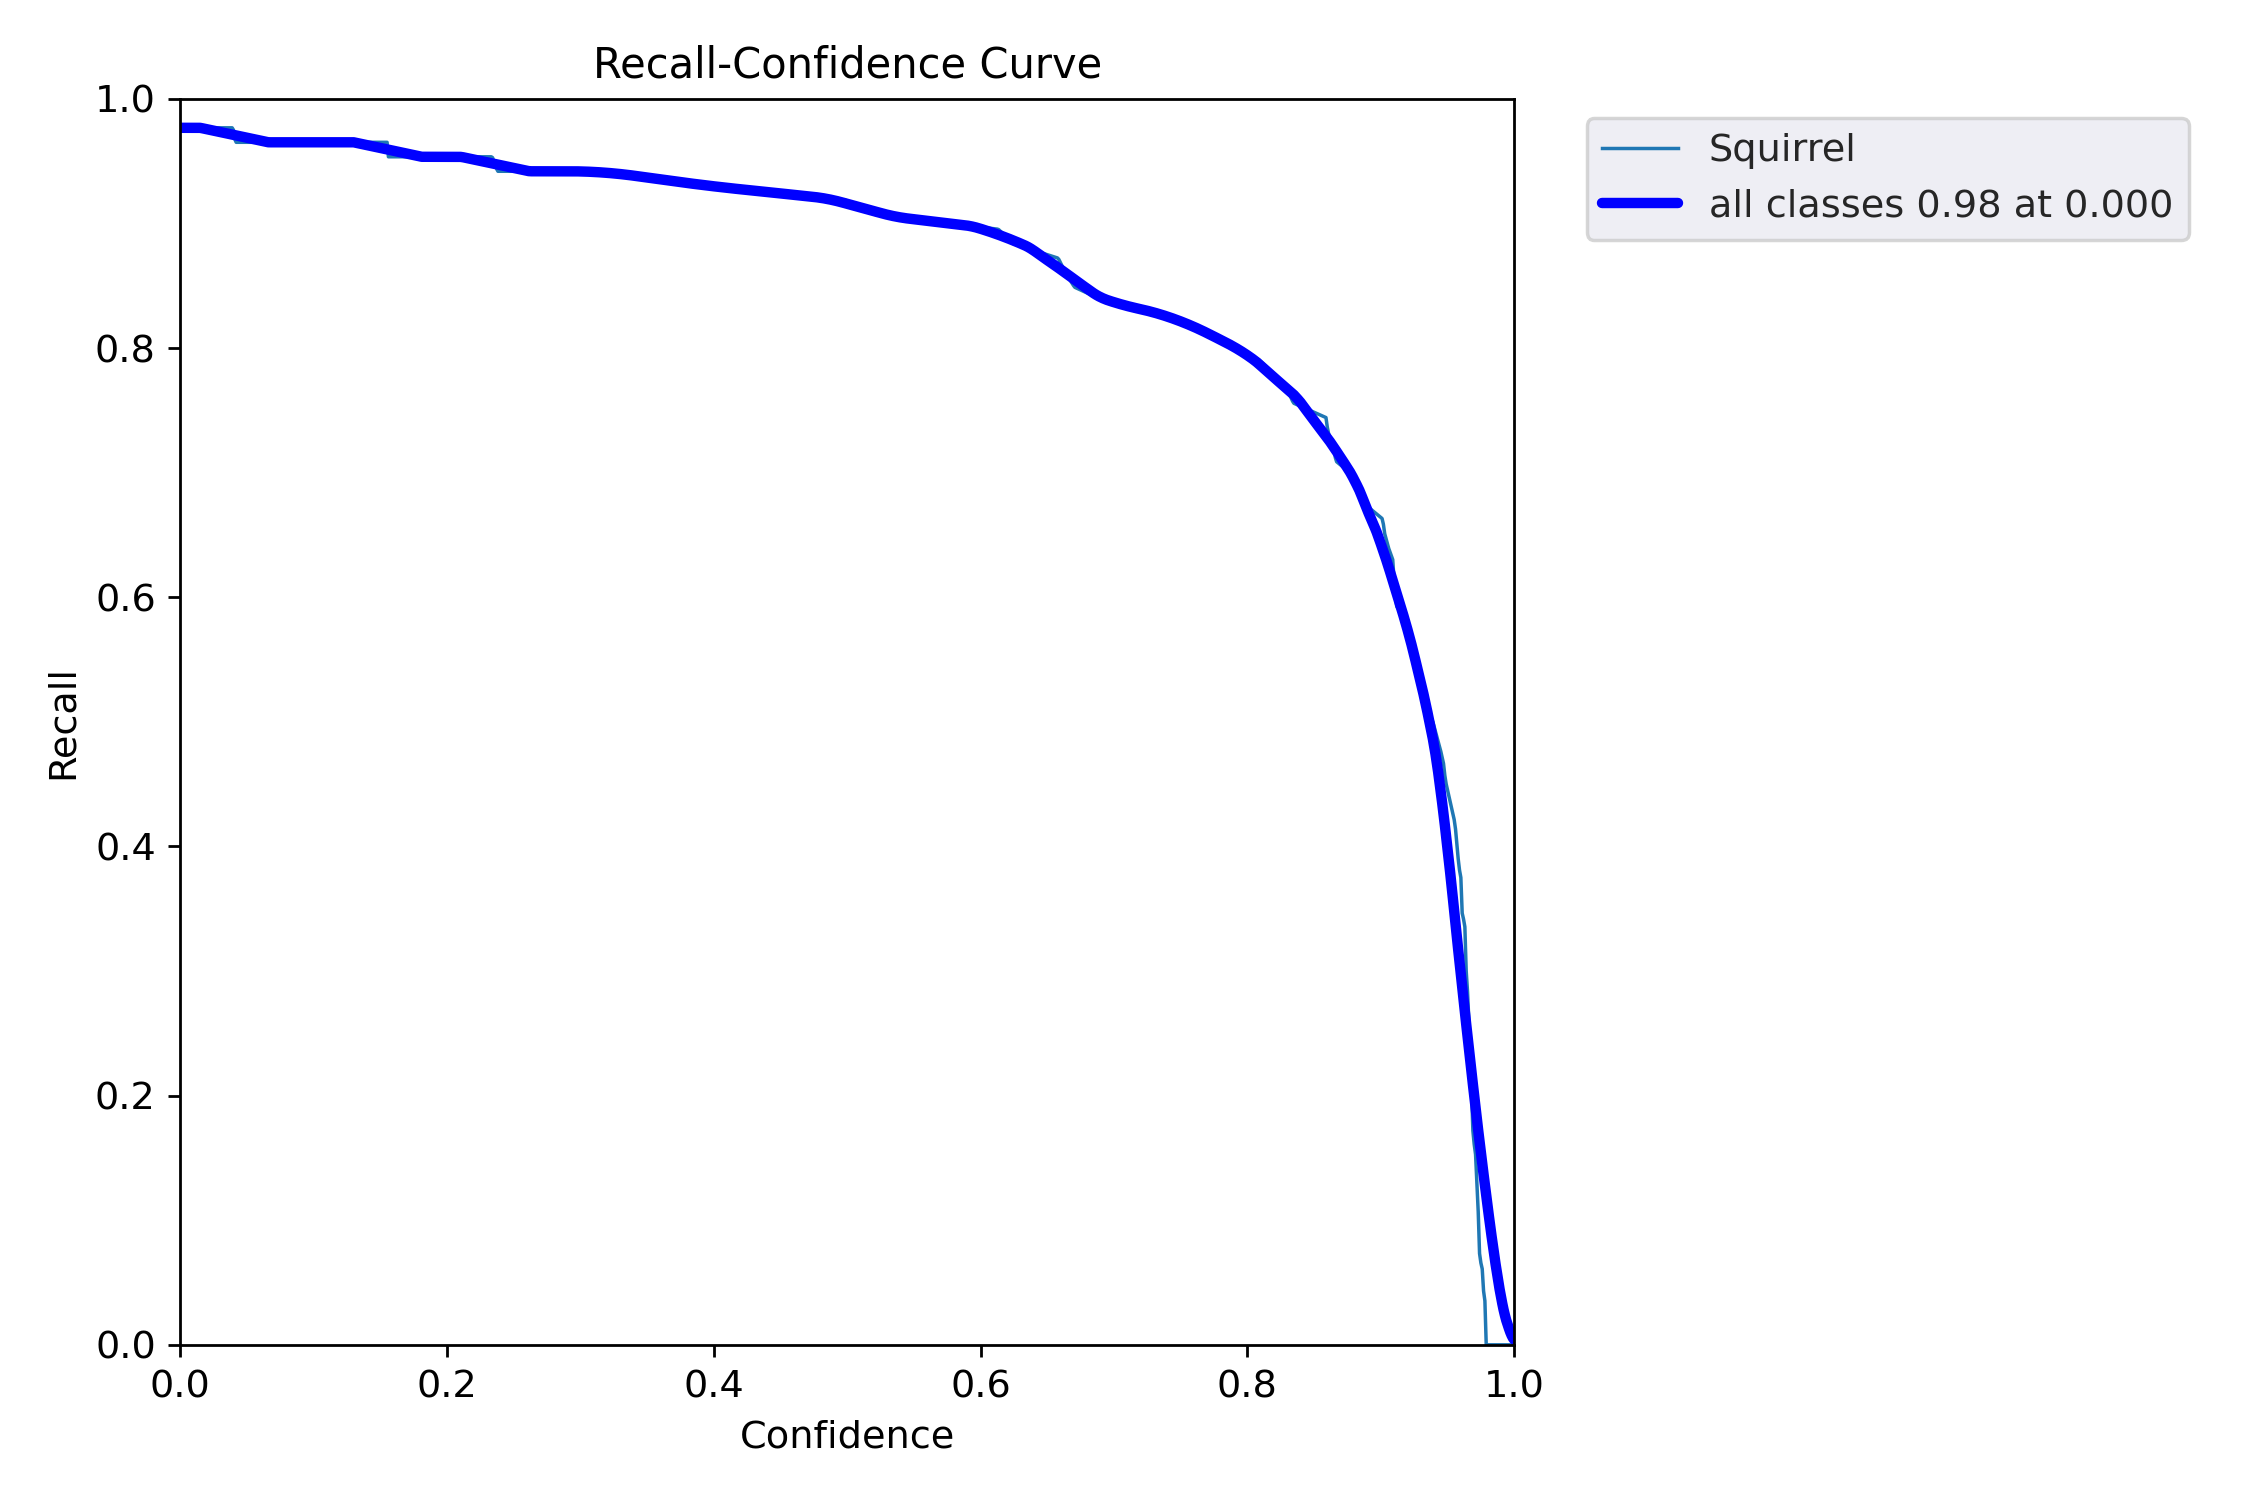 Recall-Confidence Curve
1.0
0.8
0.6
0.4
0.2
0.0
Recall
0.0 0.2 0.4 0.6 0.8 1.0
Confidence
Squirrel
all classes 0.98 at 0.000